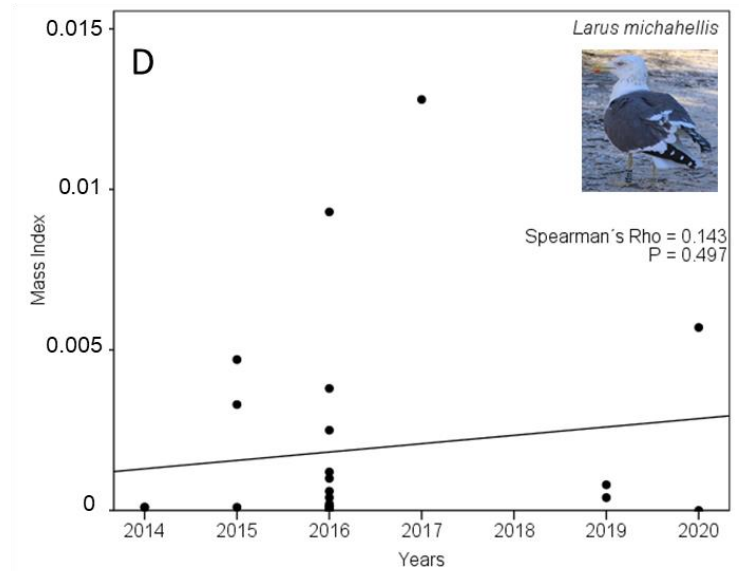 D
Larus michahellis
Spearman´s Rho = 0.143
P = 0.497
Mass Index
0.015
0.01
0.005
0
2014 2015 2016 2017 2018 2019 2020
Years